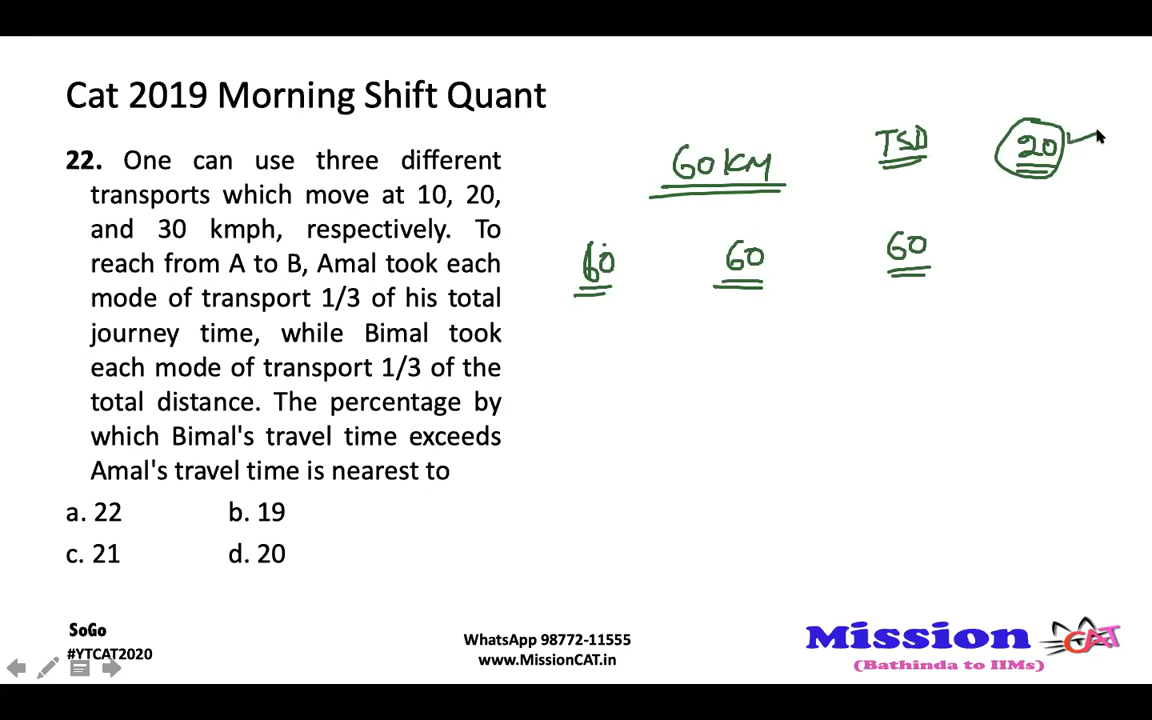 Cat 2019 Morning Shift Quant
22. One can use three different
transports which move at 10, 20,
and 30 kmph, respectively. To
reach from A to B, Amal took each
mode of transport 1/3 of his total
journey time, while Bimal took
each mode of transport 1/3 of the
total distance. The percentage by
which Bimal's travel time exceeds
Amal's travel time is nearest to
a. 22 b. 19
c. 21 d. 20
60 KM
TSD
20
60 60 60
SoGo
#YTCAT2020
WhatsApp 98772-11555
www.MissionCAT.in
Mission CAT
(Bathinda to IIMs)